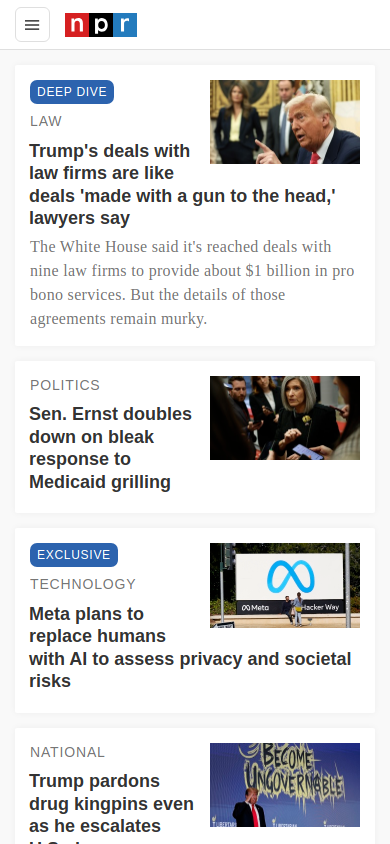 npr
DEEP DIVE
LAW
Trump's deals with
law firms are like
deals 'made with a gun to the head,'
lawyers say
The White House said it's reached deals with
nine law firms to provide about $1 billion in pro
bono services. But the details of those
agreements remain murky.
POLITICS
Sen. Ernst doubles
down on bleak
response to
Medicaid grilling
EXCLUSIVE
TECHNOLOGY
Meta plans to
replace humans
with AI to assess privacy and societal
risks
Meta
Hacker Way
NATIONAL
Trump pardons
drug kingpins even
as he escalates
BECOME
UNGOVERNABLE